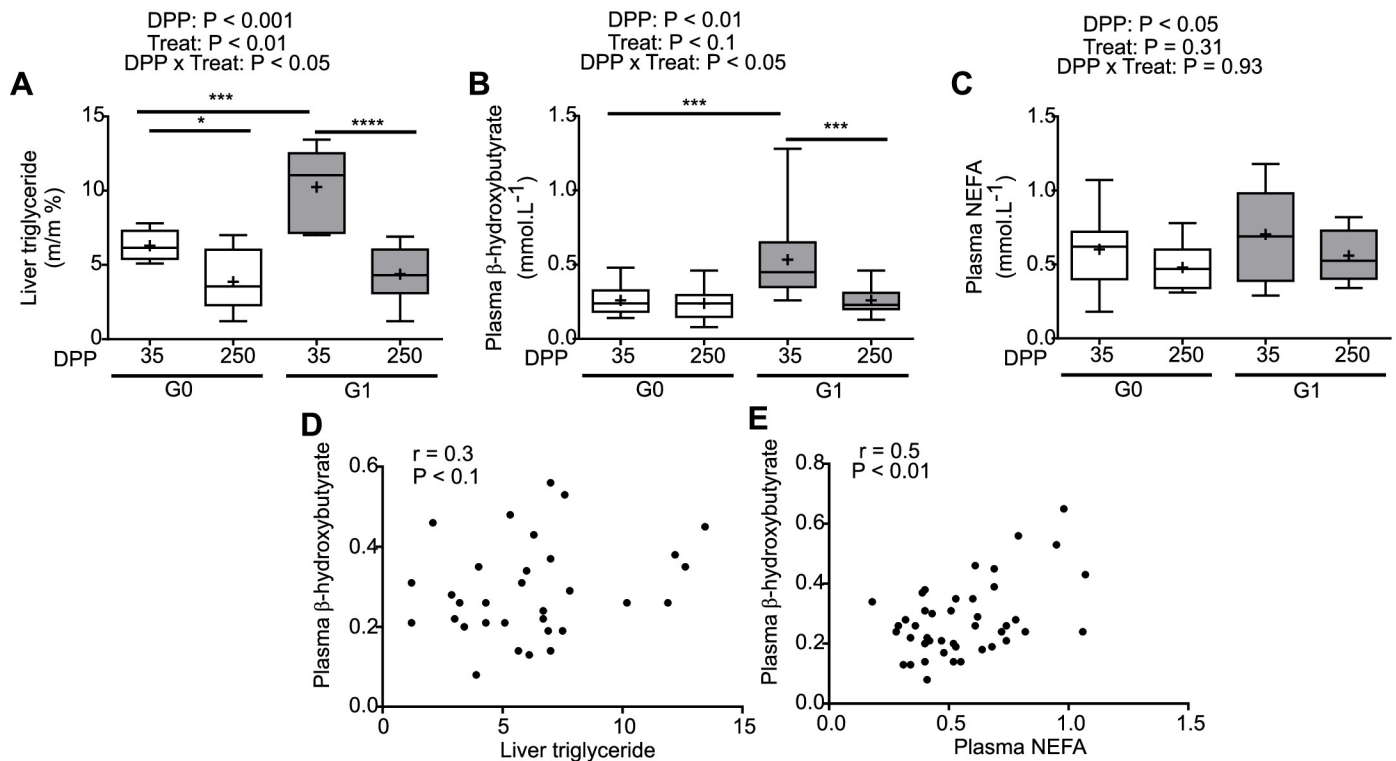 DPP: P < 0.001
Treat: P < 0.01
DPP x Treat: P < 0.05
A
***
*
****
Liver triglyceride
(m/m %)
15
10
5
0
DPP
35
250
35
250
G0
G1
DPP: P < 0.01
Treat: P < 0.1
DPP x Treat: P < 0.05
B
***
***
Plasma β-hydroxybutyrate
(mmol.L-1)
1.5
1.0
0.5
0.0
DPP
35
250
35
250
G0
G1
DPP: P < 0.05
Treat: P = 0.31
DPP x Treat: P = 0.93
C
Plasma NEFA
(mmol.L-1)
1.5
1.0
0.5
0.0
DPP
35
250
35
250
G0
G1
D
r = 0.3
P < 0.1
Plasma β-hydroxybutyrate
0.6
0.4
0.2
0.0
0
5
10
15
Liver triglyceride
E
r = 0.5
P < 0.01
Plasma β-hydroxybutyrate
0.8
0.6
0.4
0.2
0.0
0.0
0.5
1.0
1.5
Plasma NEFA